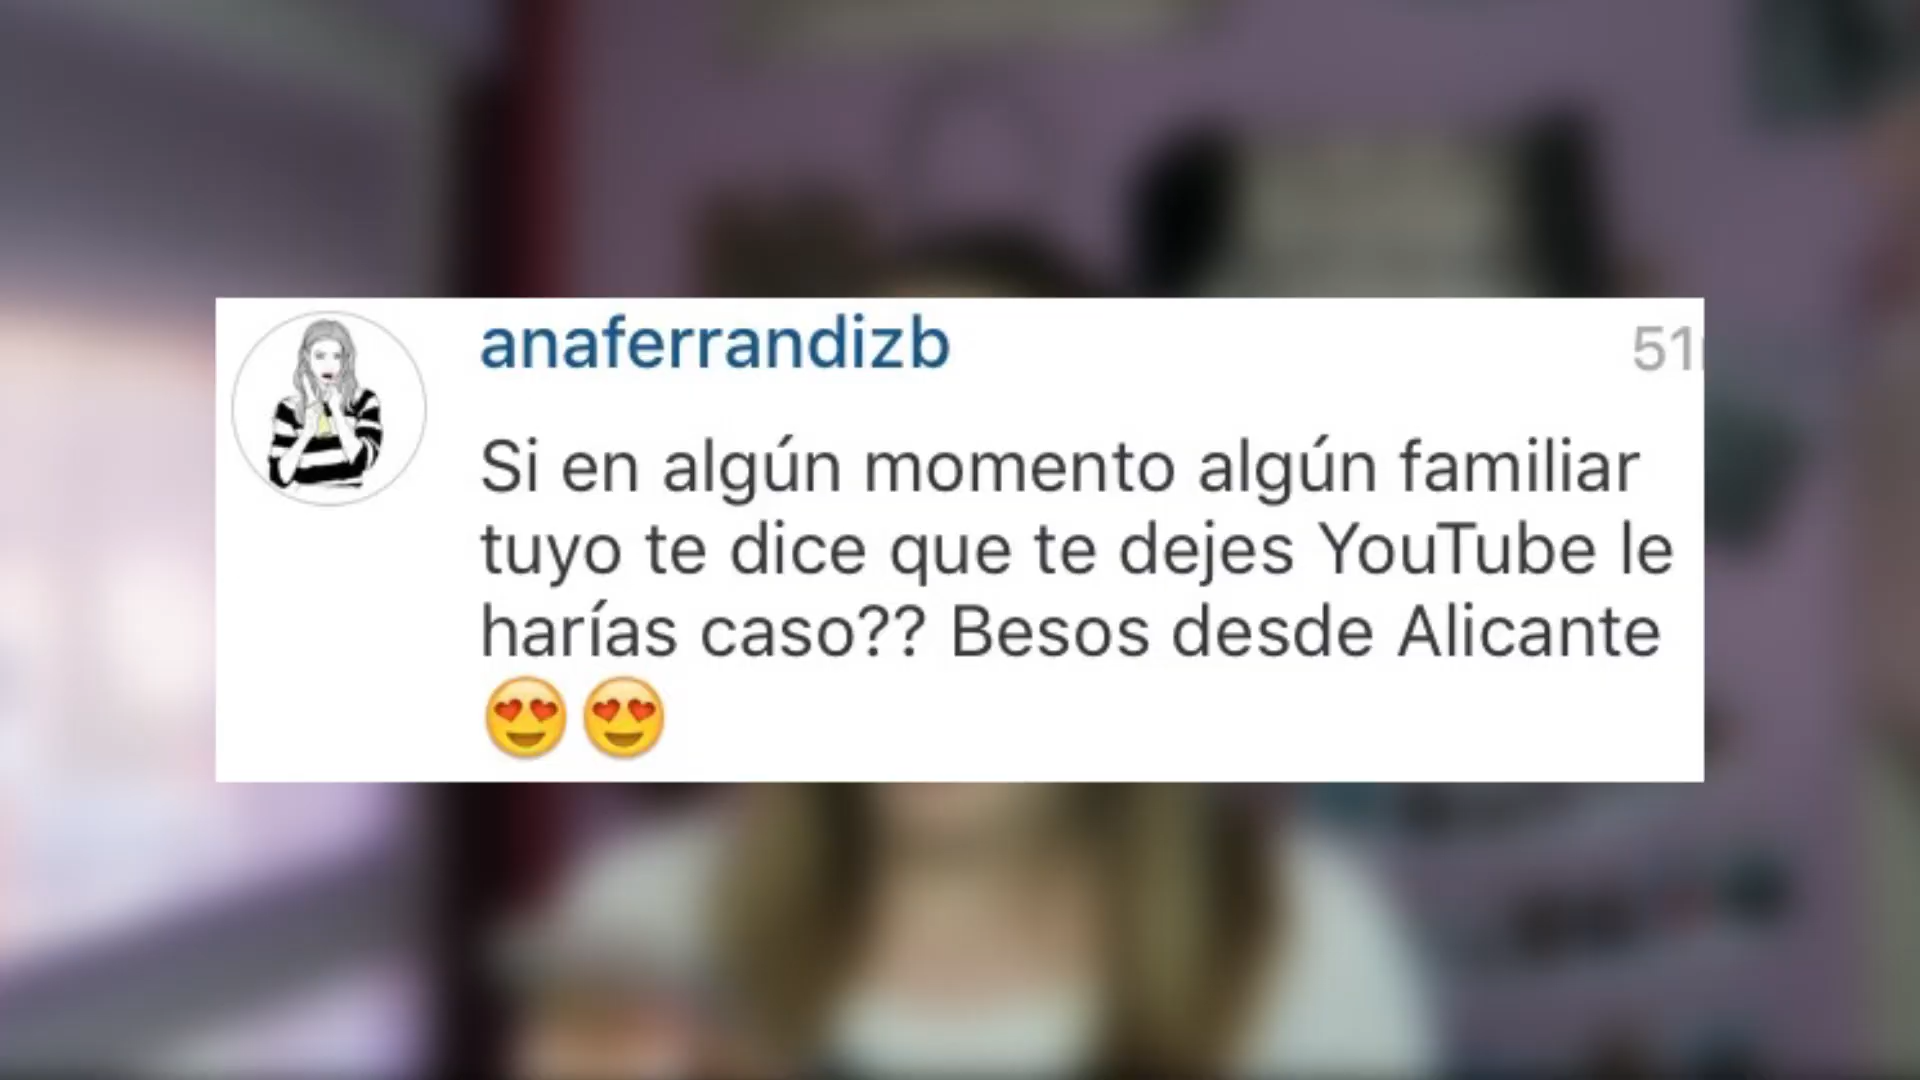 anaferrandizb
51
Si en algún momento algún familiar
tuyo te dice que te dejes YouTube le
harías caso?? Besos desde Alicante
😍😍